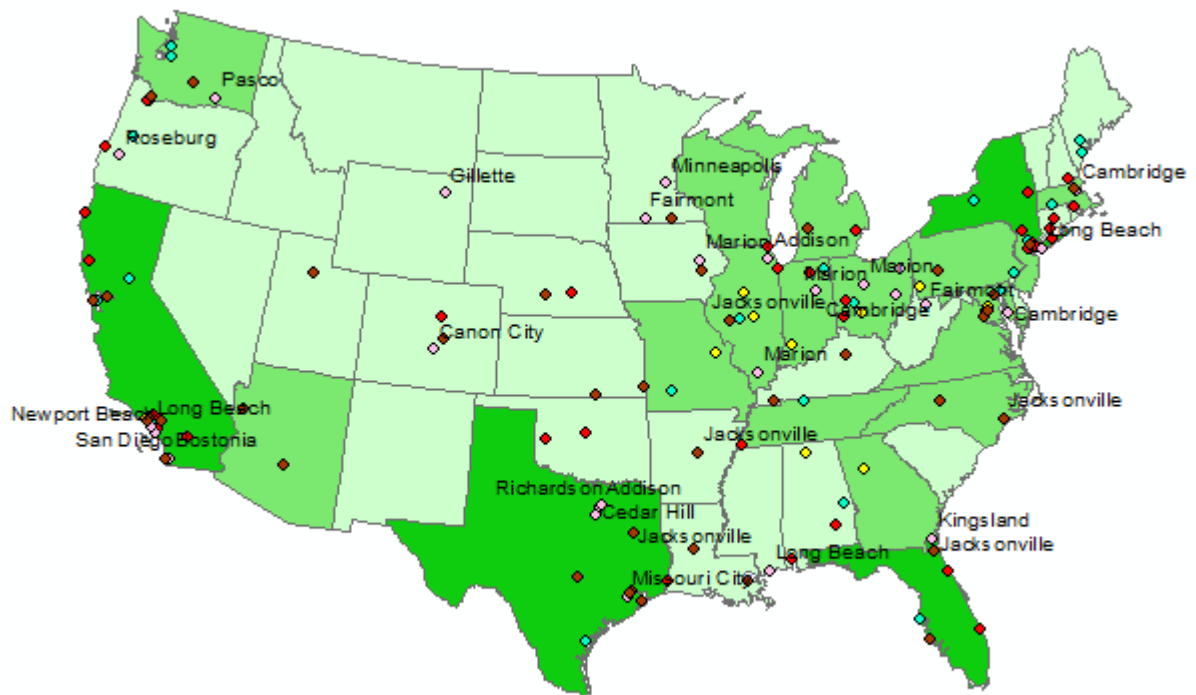 Pasco
Roseburg
Gillette
Minneapolis
Fairmont
Cambridge
Long Beach
Marion
Addison
Marion
Marion
Fairmont
Jacksonville
Cambridge
Cambridge
Canon City
Marion
Newport Beach
Long Beach
Jacksonville
San Diego
Bostonia
Jacksonville
Richardson
Addison
Cedar Hill
Kingsland
Jacksonville
Jacksonville
Long Beach
Missouri City